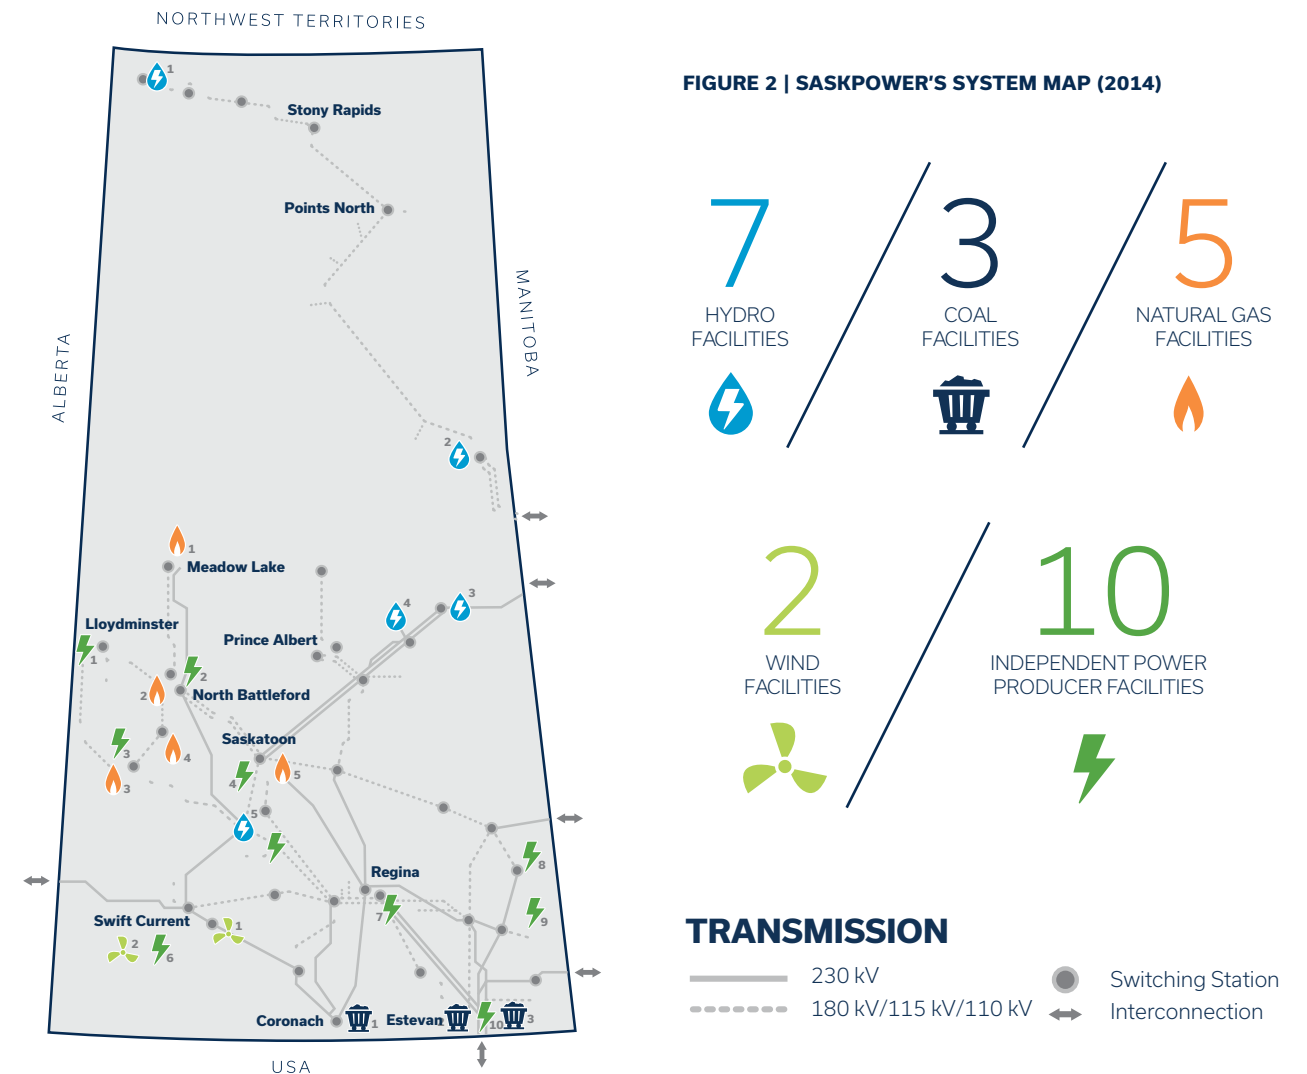 NORTHWEST TERRITORIES
FIGURE 2 | SASKPOWER'S SYSTEM MAP (2014)
1
Stony Rapids
Points North
MANITOBA
ALBERTA
2
1
Meadow Lake
3
4
Lloydminster
1
Prince Albert
2
2
North Battleford
Saskatoon
3
4
3
4
5
5
Regina
8
7
9
Swift Current
1
2
6
Coronach
1
Estevan
10
3
USA
7
HYDRO
FACILITIES
3
COAL
FACILITIES
5
NATURAL GAS
FACILITIES
2
WIND
FACILITIES
10
INDEPENDENT POWER
PRODUCER FACILITIES
TRANSMISSION
230 kV
180 kV/115 kV/110 kV
Switching Station
Interconnection